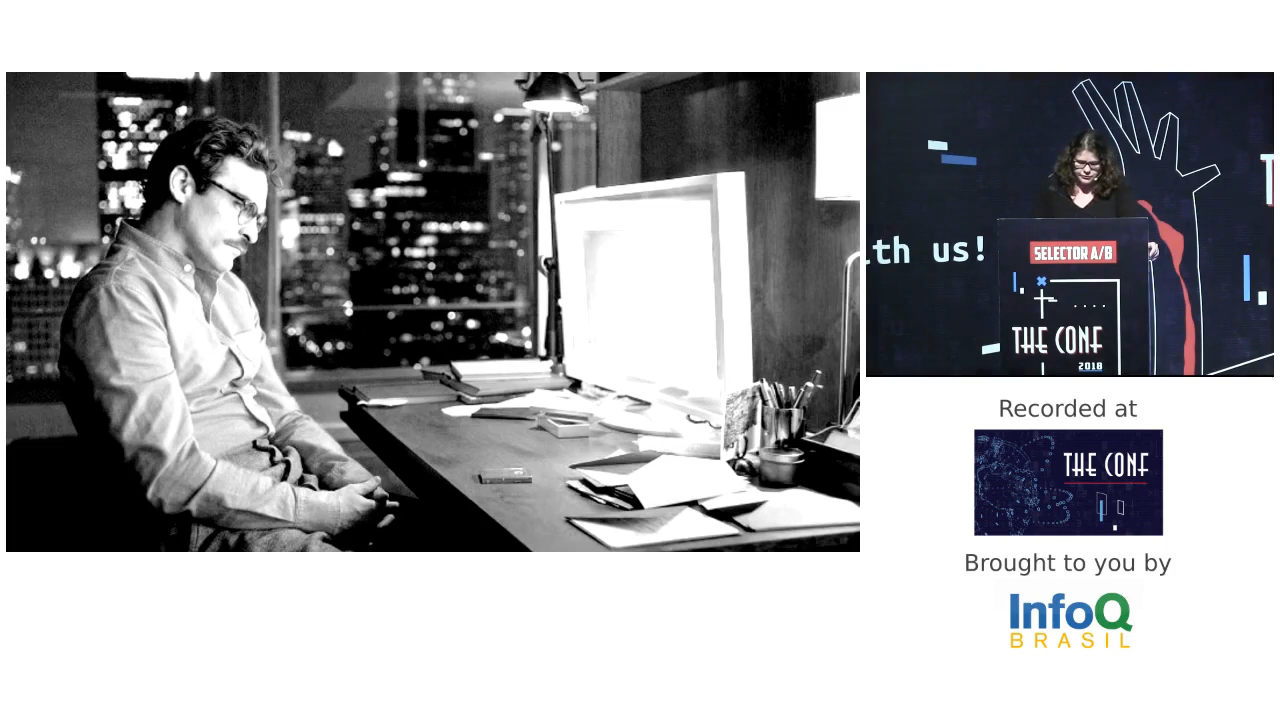 th us!
SELECTOR A/B
THE CONF
2018
Recorded at
THE CONF
Brought to you by
InfoQ
BRASIL